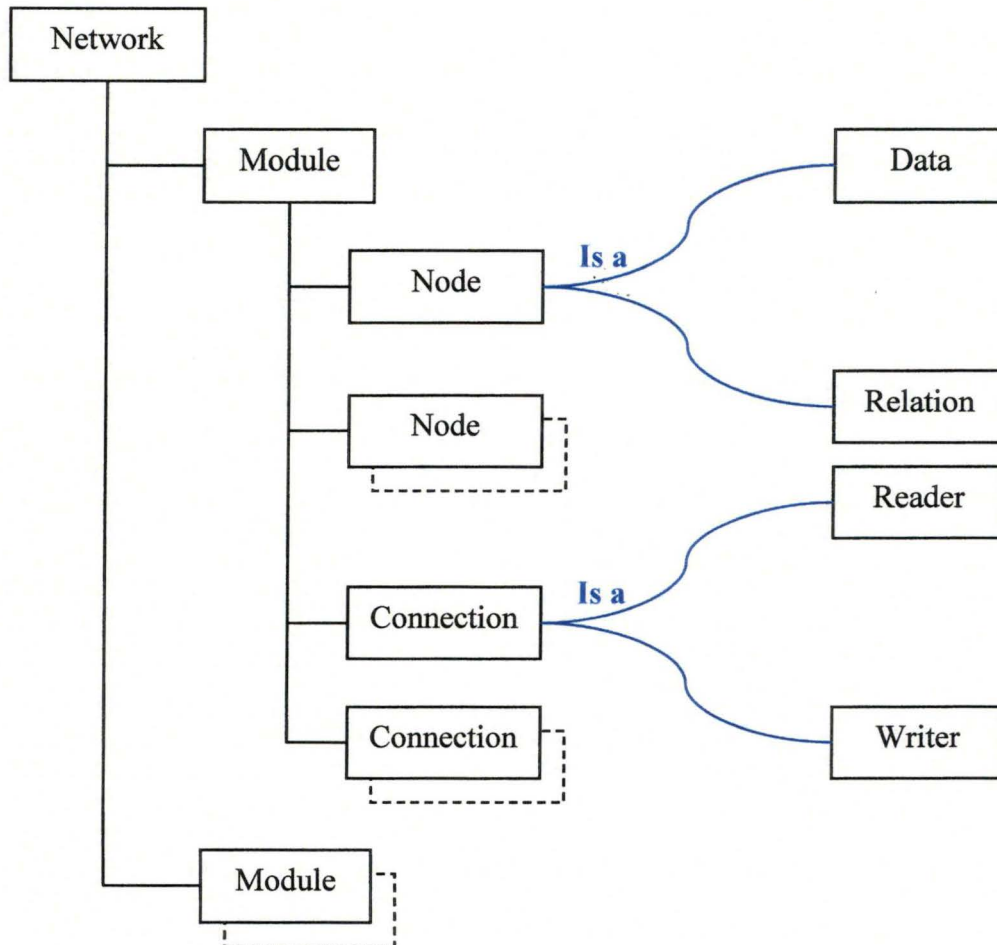 Network
Module
Data
Is a
Node
Node
Relation
Reader
Is a
Connection
Connection
Writer
Module